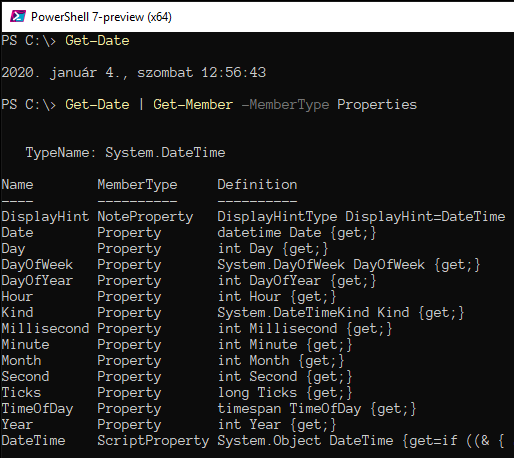 PowerShell 7-preview (x64)
PS C:\> Get-Date
2020. január 4., szombat 12:56:43
PS C:\> Get-Date | Get-Member -MemberType Properties
TypeName: System.DateTime
Name MemberType Definition
---- ---------- ----------
DisplayHint NoteProperty DisplayHintType DisplayHint=DateTime
Date Property datetime Date {get;}
Day Property int Day {get;}
DayOfWeek Property System.DayOfWeek DayOfWeek {get;}
DayOfYear Property int DayOfYear {get;}
Hour Property int Hour {get;}
Kind Property System.DateTimeKind Kind {get;}
Millisecond Property int Millisecond {get;}
Minute Property int Minute {get;}
Month Property int Month {get;}
Second Property int Second {get;}
Ticks Property long Ticks {get;}
TimeOfDay Property timespan TimeOfDay {get;}
Year Property int Year {get;}
DateTime ScriptProperty System.Object DateTime {get=if ((& {